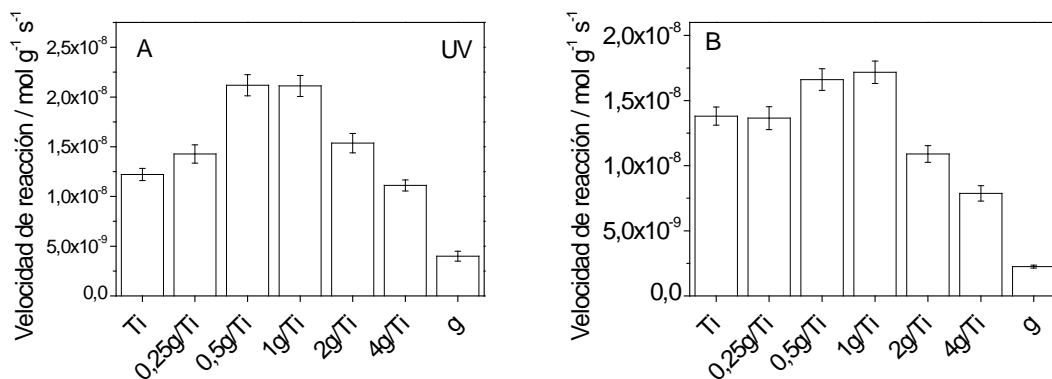 Velocidad de reacción / mol g⁻¹ s⁻¹
A
UV
2,5x10⁻⁸
2,0x10⁻⁸
1,5x10⁻⁸
1,0x10⁻⁸
5,0x10⁻⁹
0,0
Ti
0,25g/Ti
0,5g/Ti
1g/Ti
2g/Ti
4g/Ti
g
Velocidad de reacción / mol g⁻¹ s⁻¹
B
2,0x10⁻⁸
1,5x10⁻⁸
1,0x10⁻⁸
5,0x10⁻⁹
0,0
Ti
0,25g/Ti
0,5g/Ti
1g/Ti
2g/Ti
4g/Ti
g